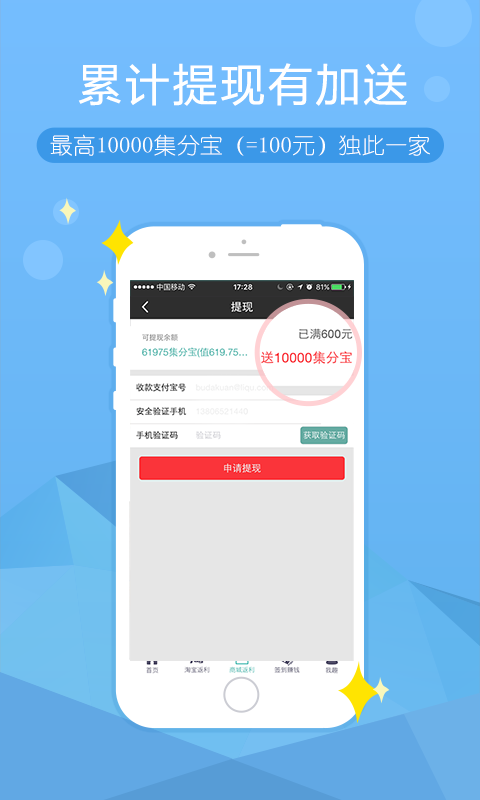 累计提现有加送
最高10000集分宝（=100元）独此一家
中国移动 17:28 81%
提现
可提现余额
61975集分宝(值619.75...
已满600元
送10000集分宝
收款支付宝号
安全验证手机
手机验证码 验证码 获取验证码
申请提现
首页 淘宝返利 商城返利 签到赚钱 我趣